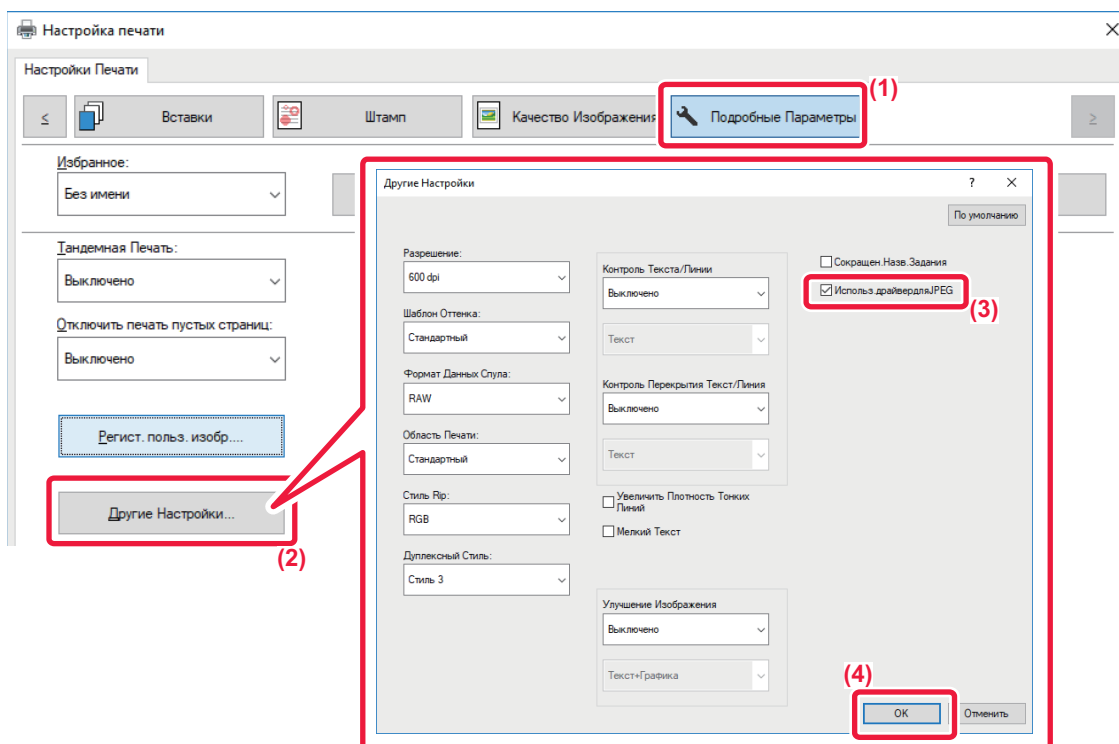 Настройка печати
Настройки Печати
(1)
<
Вставки
Штамп
Качество Изображения
Подробные Параметры
>
Избранное:
Без имени
Тандемная Печать:
Выключено
Отключить печать пустых страниц:
Выключено
Регист. польз. изобр....
Другие Настройки...
(2)
Другие Настройки
?
По умолчанию
Разрешение:
600 dpi
Шаблон Оттенка:
Стандартный
Формат Данных Спула:
RAW
Область Печати:
Стандартный
Стиль Rip:
RGB
Дуплексный Стиль:
Стиль 3
Контроль Текста/Линии
Выключено
Текст
Контроль Перекрытия Текст/Линия
Выключено
Текст
Увеличить Плотность Тонких
Линий
Мелкий Текст
Улучшение Изображения
Выключено
Текст+Графика
Сокращен.Назв.Задания
Использ.драйвердляJPEG
(3)
(4)
OK
Отменить